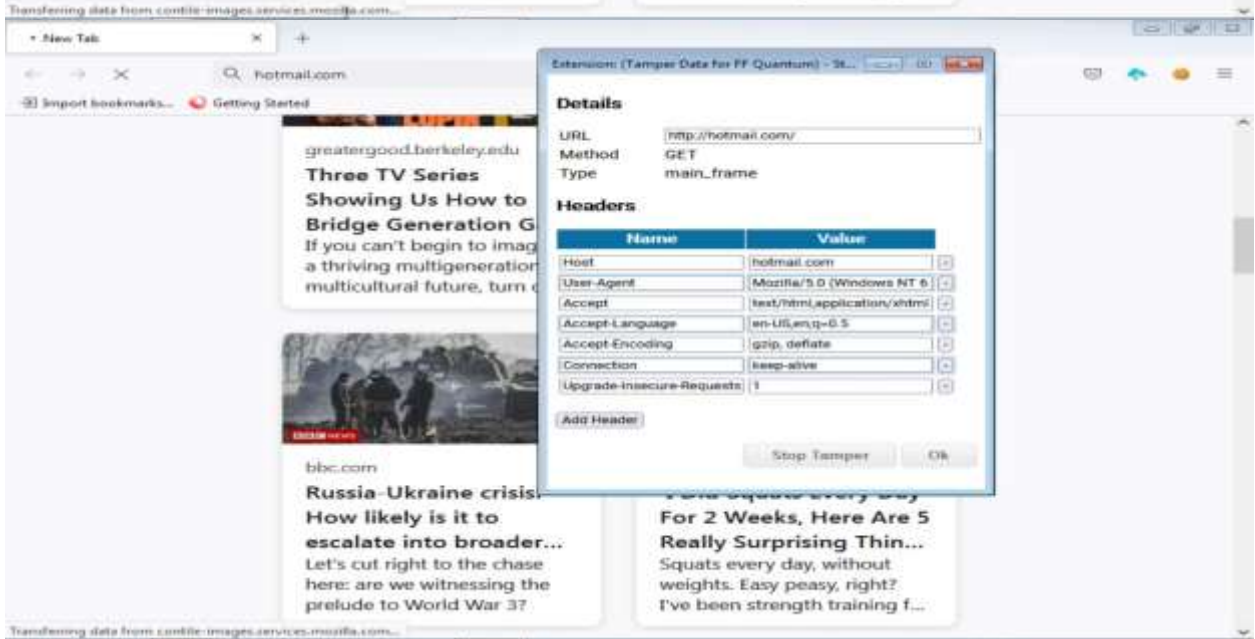 Transferring data from contile-images.services.mozilla.com...
New Tab
hotmail.com
Import bookmarks...
Getting Started
greatergood.berkeley.edu
Three TV Series
Showing Us How to
Bridge Generation G
If you can't begin to imag
a thriving multigeneration
multicultural future, turn
BBC NEWS
bbc.com
Russia-Ukraine crisis:
How likely is it to
escalate into broader...
Let's cut right to the chase
here: are we witnessing the
prelude to World War 3?
Extension: (Tamper Data for FF Quantum) - St...
Details
URL http://hotmail.com/
Method GET
Type main_frame
Headers
Name Value
Host hotmail.com
User-Agent Mozilla/5.0 (Windows NT 6
Accept text/html,application/xhtml
Accept-Language en-US,en;q=0.5
Accept-Encoding gzip, deflate
Connection keep-alive
Upgrade-Insecure-Requests 1
Add Header
Stop Tamper Ok
I Did Squats Every Day
For 2 Weeks, Here Are 5
Really Surprising Thin...
Squats every day, without
weights. Easy peasy, right?
I've been strength training f...
Transferring data from contile-images.services.mozilla.com...